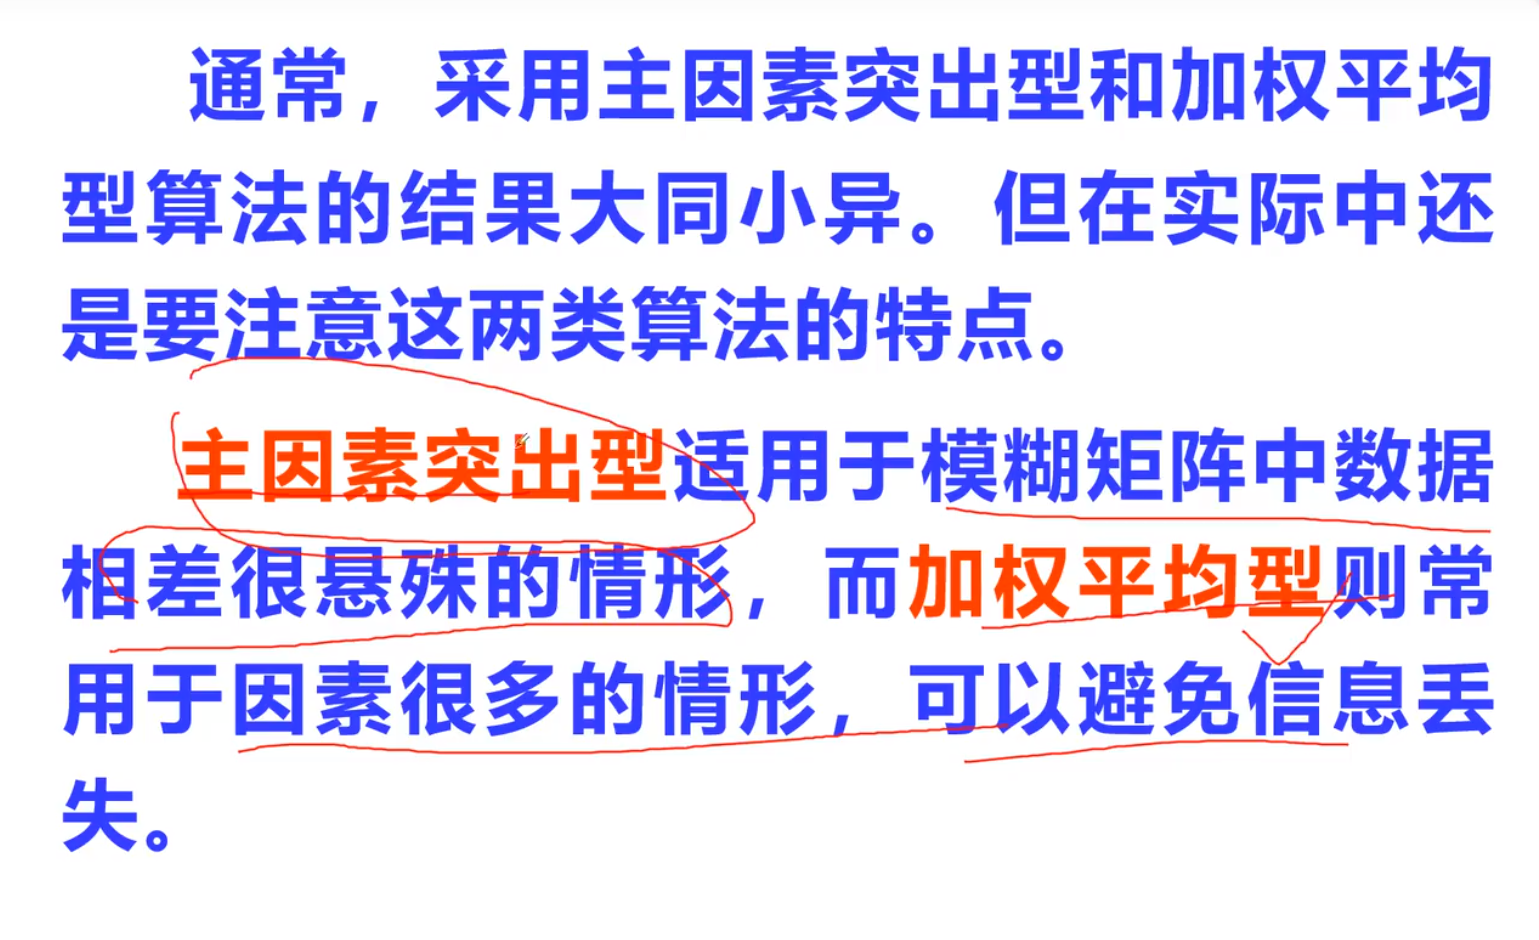 通常，采用主因素突出型和加权平均
型算法的结果大同小异。但在实际中还
是要注意这两类算法的特点。
主因素突出型适用于模糊矩阵中数据
相差很悬殊的情形，而加权平均型则常
用于因素很多的情形，可以避免信息丢
失。